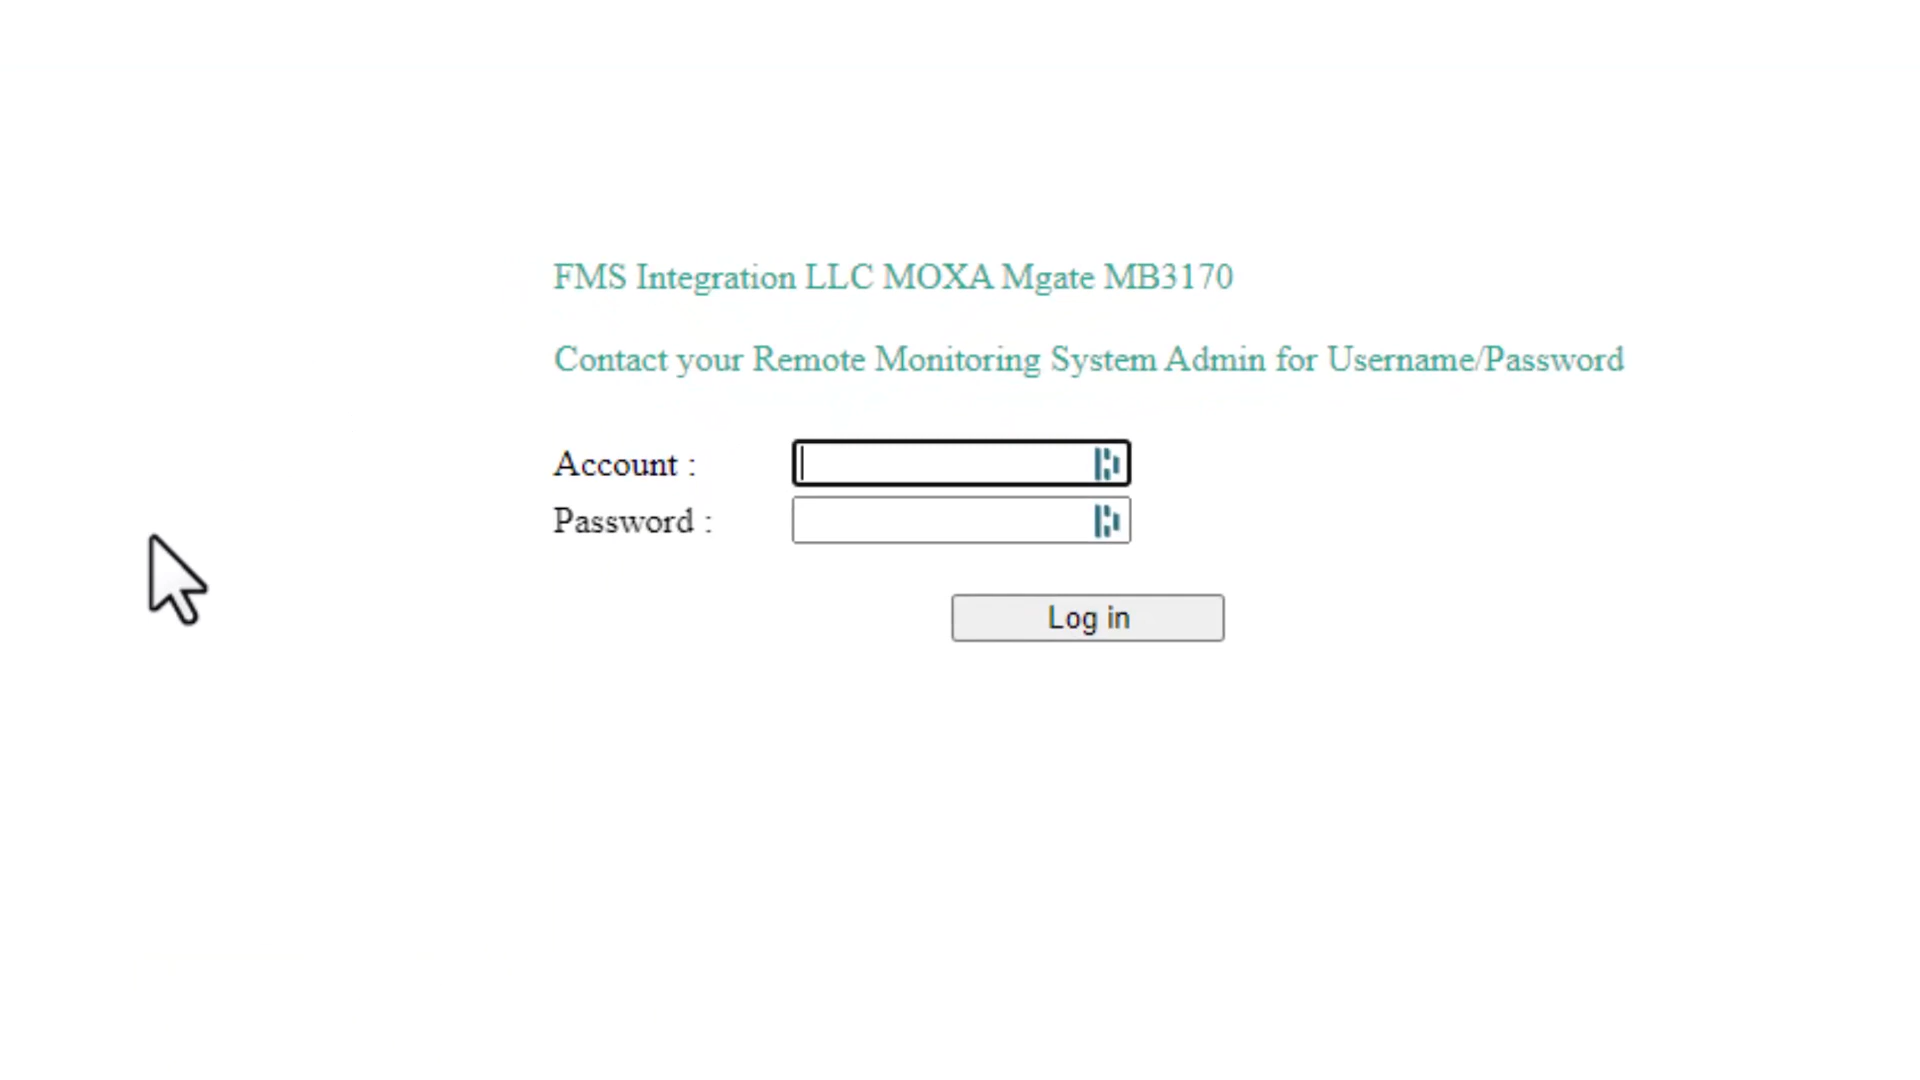 FMS Integration LLC MOXA Mgate MB3170
Contact your Remote Monitoring System Admin for Username/Password
Account :
Password :
Log in